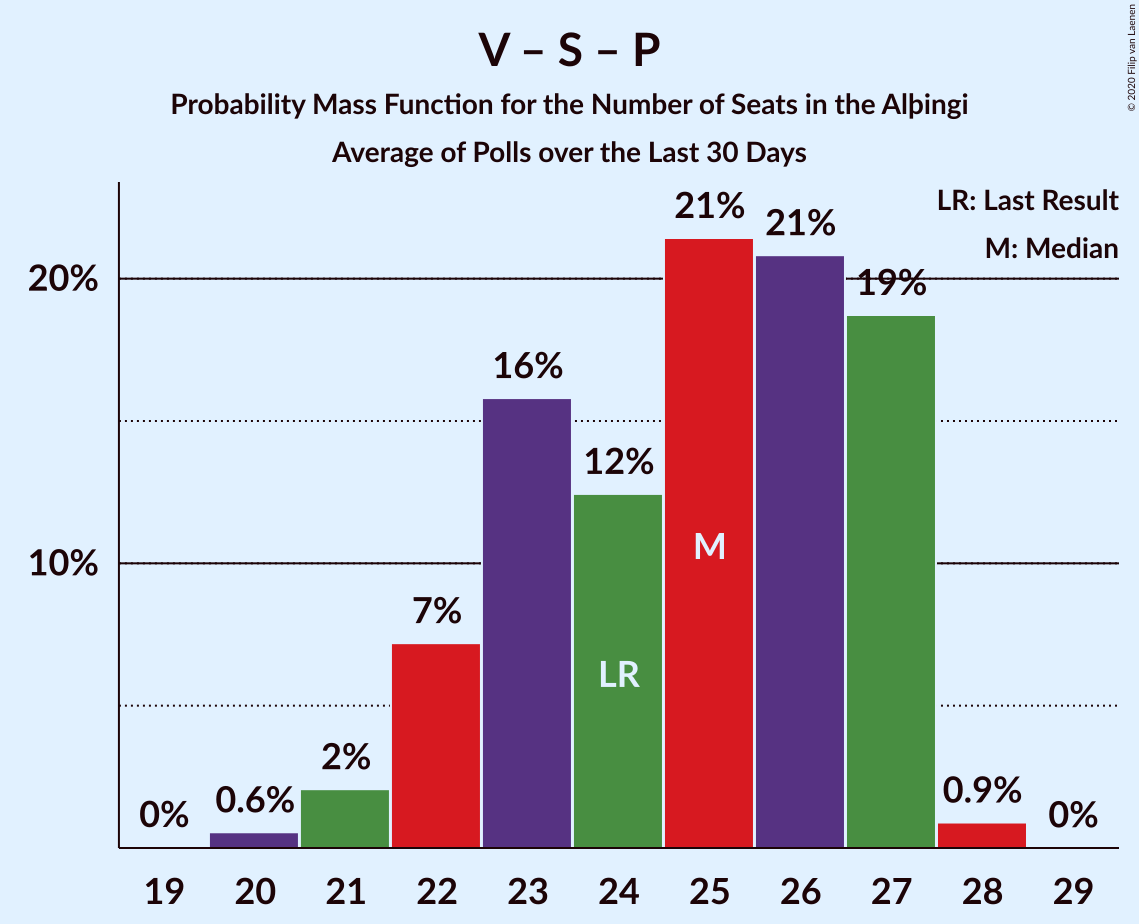 V – S – P
Probability Mass Function for the Number of Seats in the Alþingi
Average of Polls over the Last 30 Days
© 2020 Filip van Laenen
LR: Last Result
M: Median
20%
10%
0%
0.6%
2%
7%
16%
12%
21%
21%
19%
0.9%
0%
LR
M
19 20 21 22 23 24 25 26 27 28 29